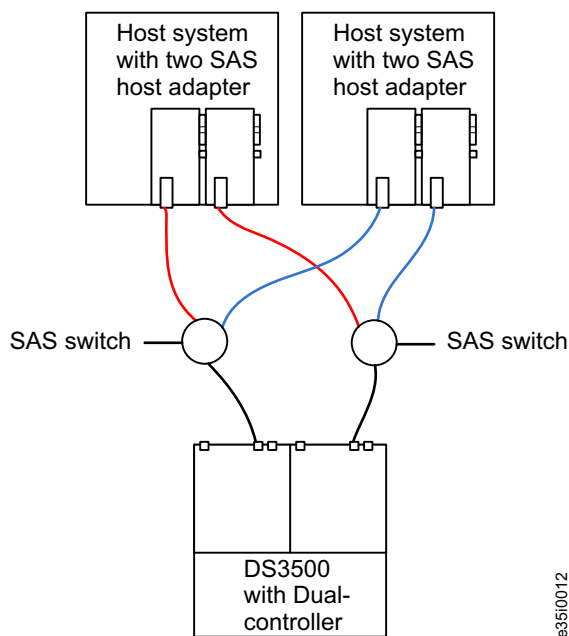 Host system
with two SAS
host adapter
Host system
with two SAS
host adapter
SAS switch
SAS switch
DS3500
with Dual-
controller
e35i0012